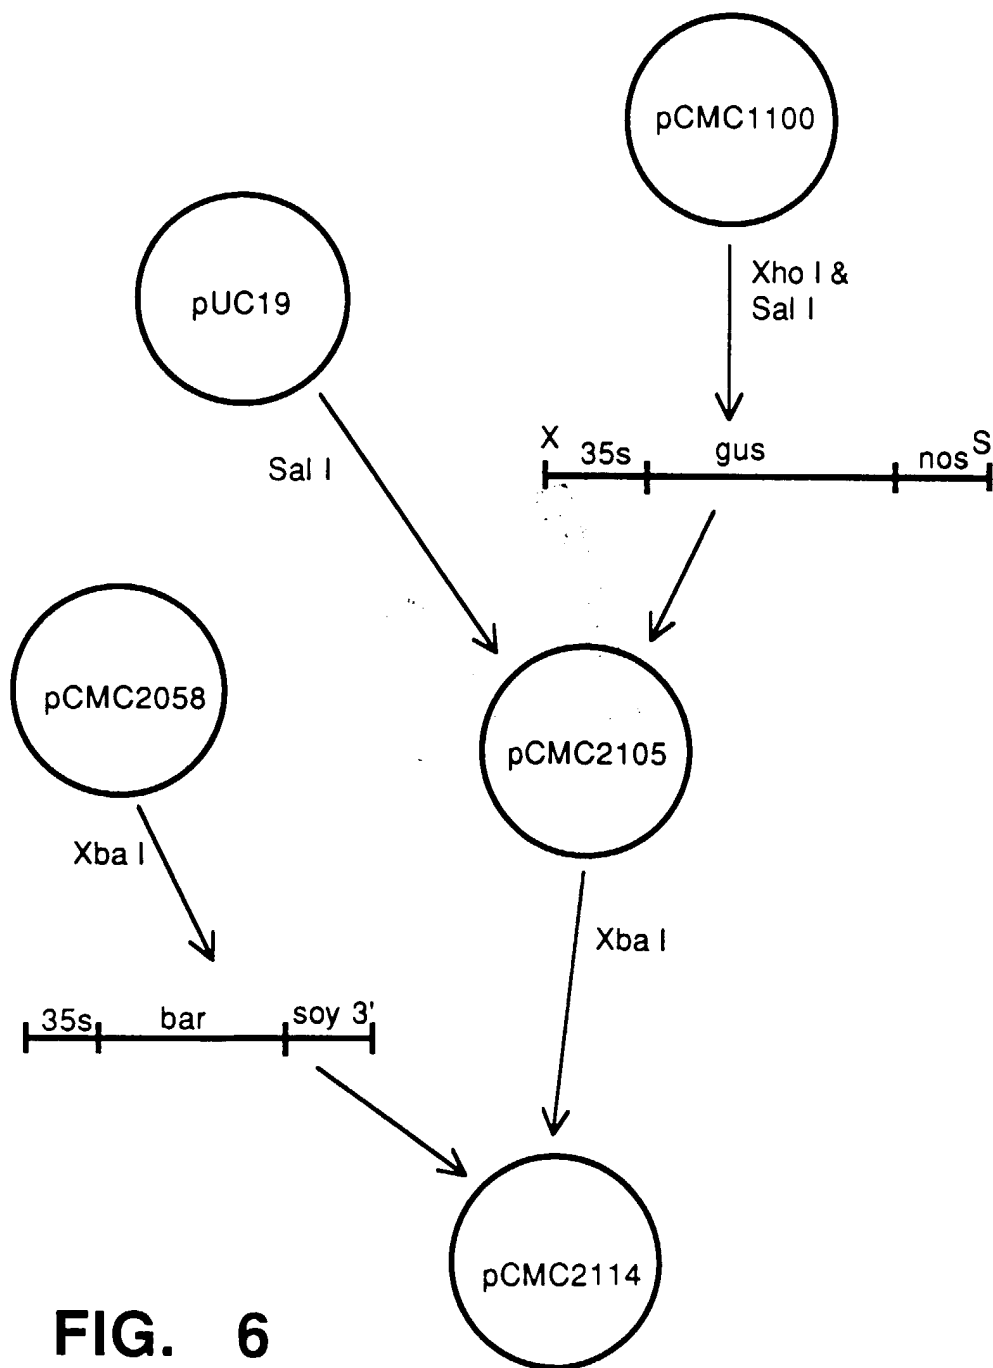 pCMC1100
Xho I &
Sal I
pUC19
Sal I
X 35s gus nos S
pCMC2058
pCMC2105
Xba I
Xba I
35s bar soy 3'
pCMC2114
FIG. 6